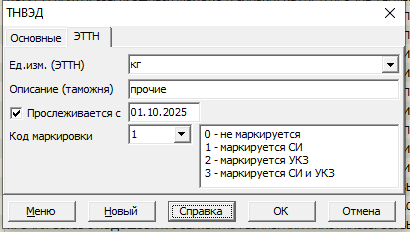 ТНВЭД
Основные ЭТТН
Ед.изм. (ЭТТН) кг
Описание (таможня) прочие
Прослеживается с 01.10.2025
Код маркировки 1
0 - не маркируется
1 - маркируется СИ
2 - маркируется УКЗ
3 - маркируется СИ и УКЗ
Меню Новый Справка ОК Отмена